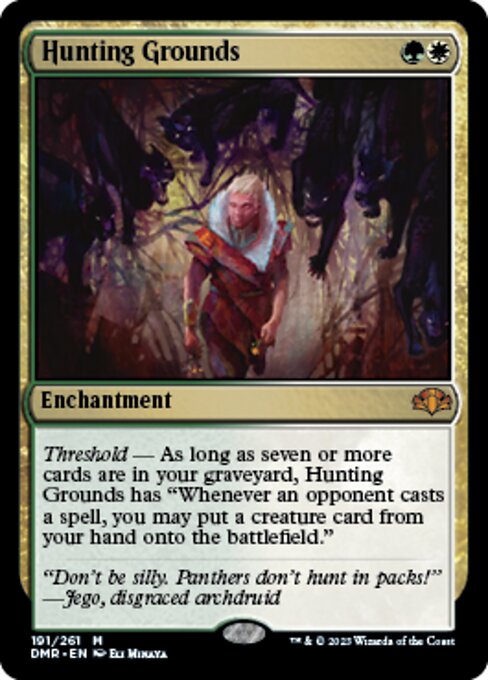 Hunting Grounds
Enchantment
Threshold — As long as seven or more
cards are in your graveyard, Hunting
Grounds has “Whenever an opponent casts
a spell, you may put a creature card from
your hand onto the battlefield.”
“Don’t be silly. Panthers don’t hunt in packs!”
—Jego, disgraced archdruid
191/261 M
DMR • EN Eli Minaya
™ & © 2023 Wizards of the Coast